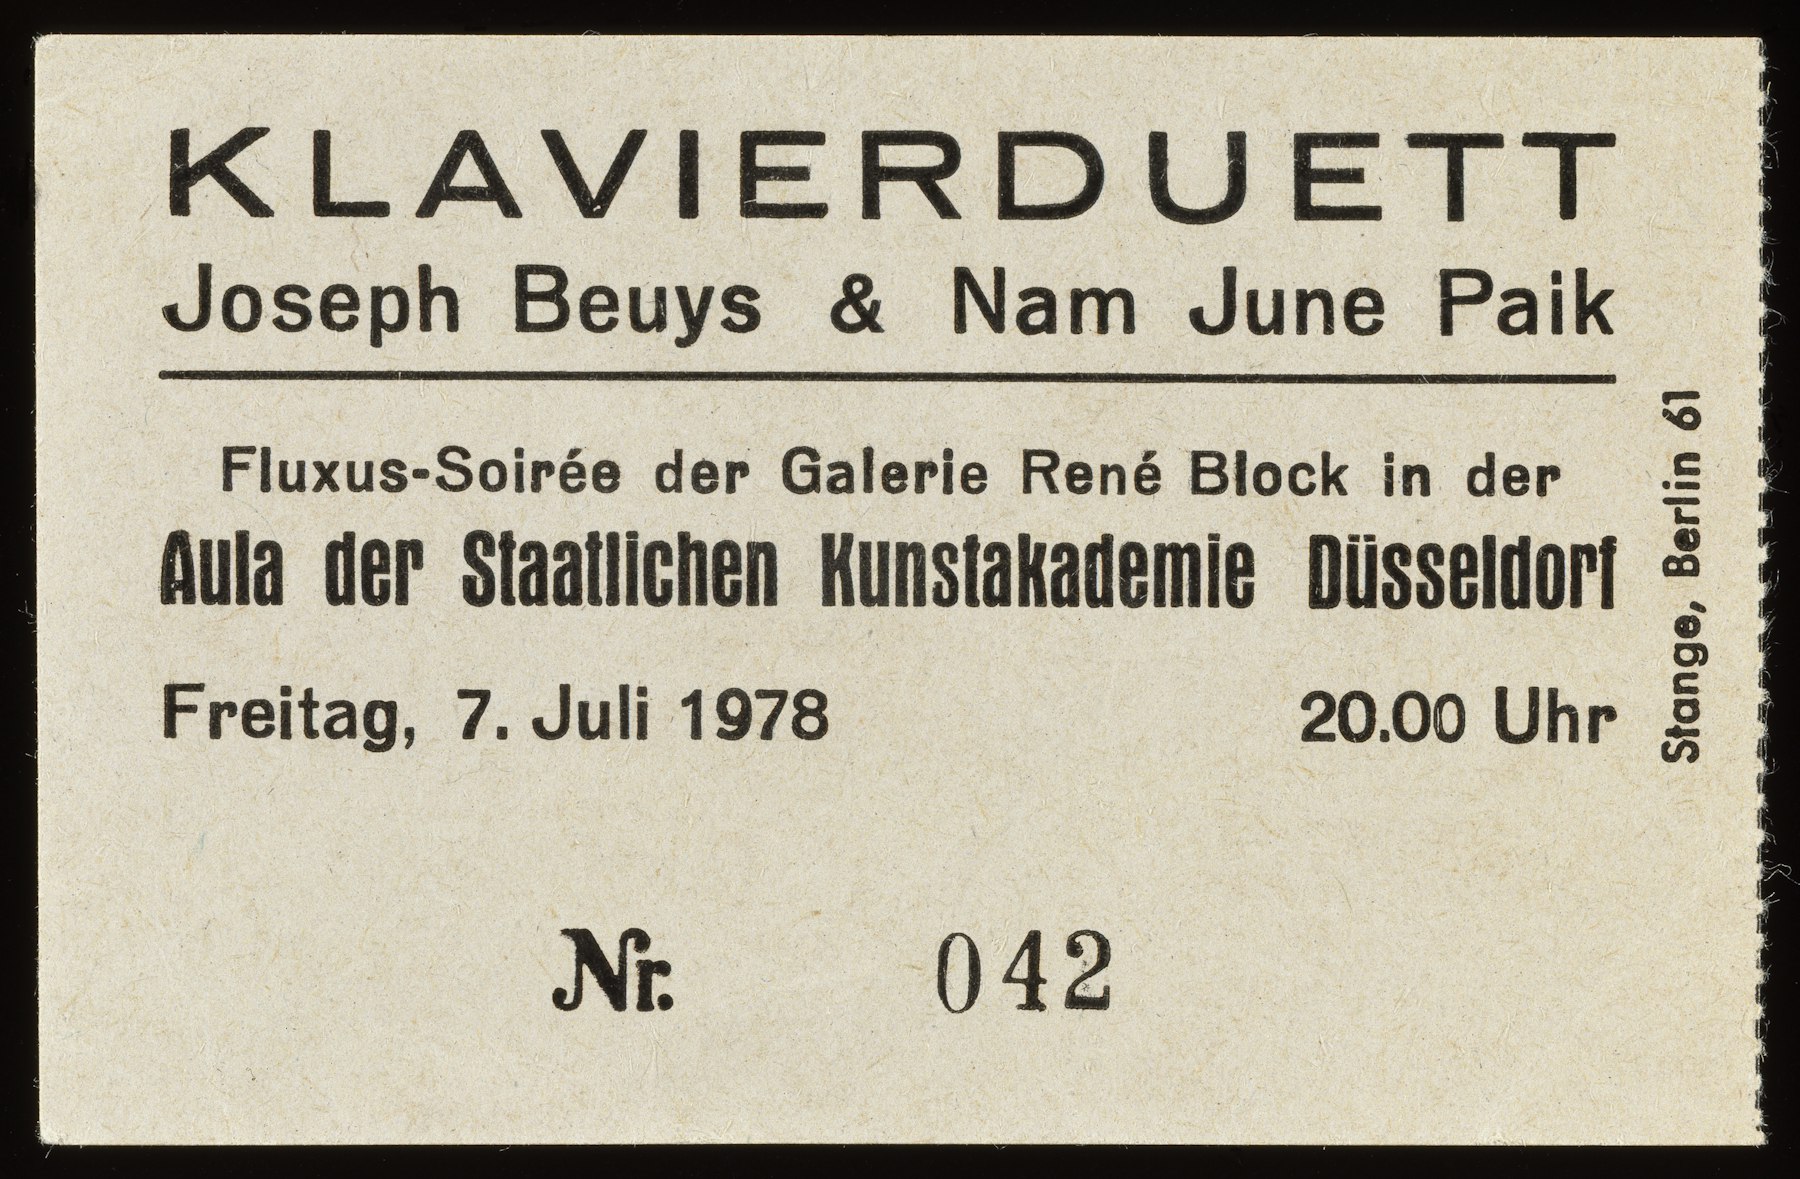 KLAVIERDUETT
Joseph Beuys & Nam June Paik
Fluxus-Soirée der Galerie René Block in der
Aula der Staatlichen Kunstakademie Düsseldorf
Freitag, 7. Juli 1978 20.00 Uhr
Nr. 042
Stange, Berlin 61